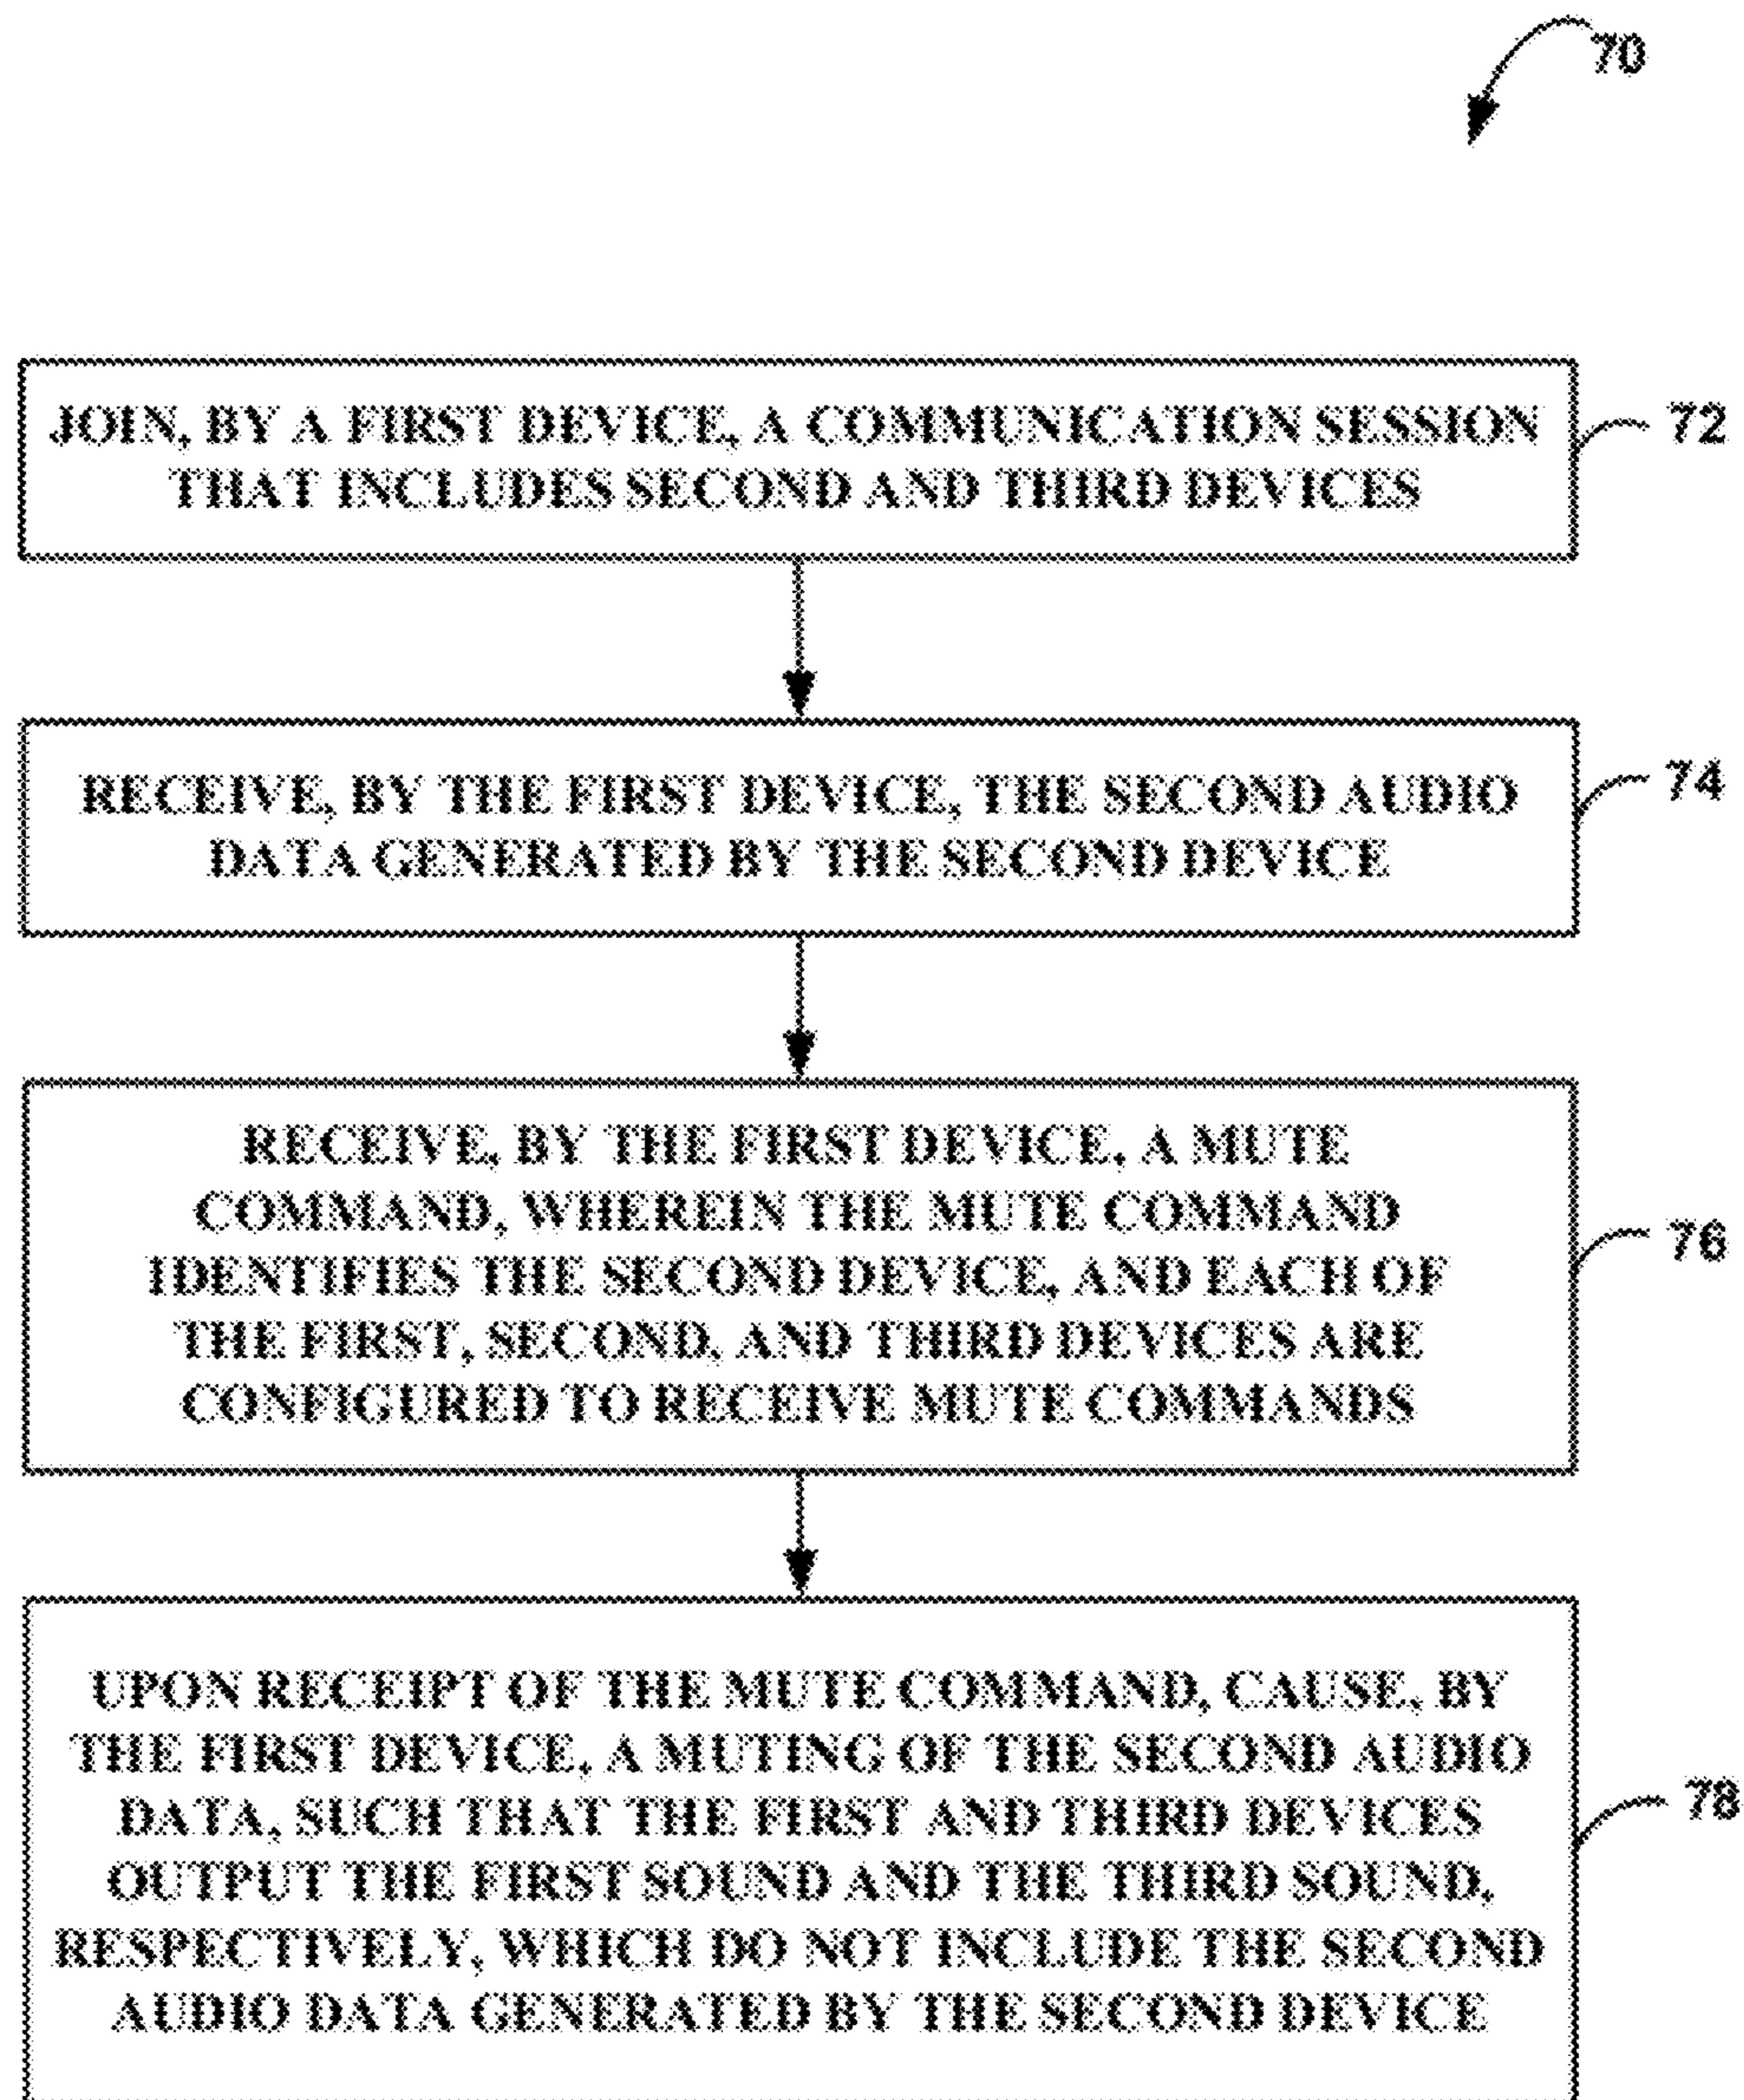 70
JOIN, BY A FIRST DEVICE, A COMMUNICATION SESSION
THAT INCLUDES SECOND AND THIRD DEVICES
72
RECEIVE, BY THE FIRST DEVICE, THE SECOND AUDIO
DATA GENERATED BY THE SECOND DEVICE
74
RECEIVE, BY THE FIRST DEVICE, A MUTE
COMMAND, WHEREIN THE MUTE COMMAND
IDENTIFIES THE SECOND DEVICE, AND EACH OF
THE FIRST, SECOND, AND THIRD DEVICES ARE
CONFIGURED TO RECEIVE MUTE COMMANDS
76
UPON RECEIPT OF THE MUTE COMMAND, CAUSE, BY
THE FIRST DEVICE, A MUTING OF THE SECOND AUDIO
DATA, SUCH THAT THE FIRST AND THIRD DEVICES
OUTPUT THE FIRST SOUND AND THE THIRD SOUND,
RESPECTIVELY, WHICH DO NOT INCLUDE THE SECOND
AUDIO DATA GENERATED BY THE SECOND DEVICE
78